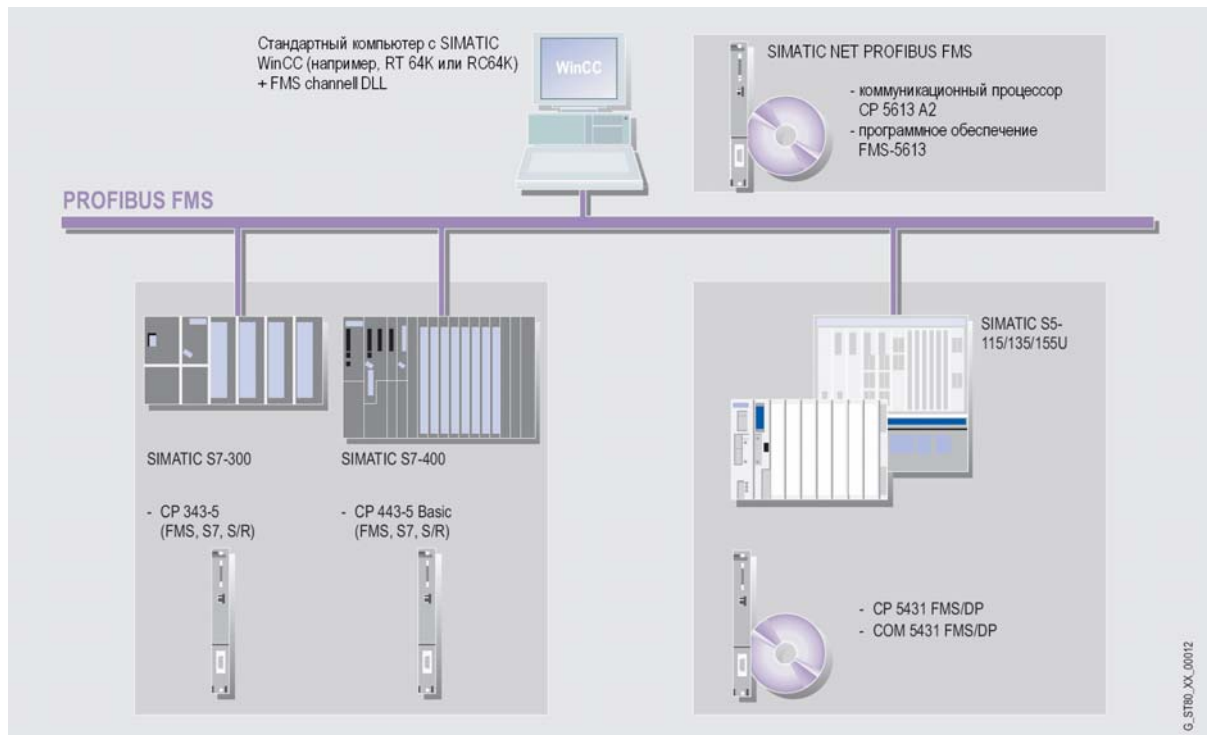 Стандартный компьютер с SIMATIC
WinCC (например, RT 64K или RC64K)
+ FMS channell DLL
WinCC
SIMATIC NET PROFIBUS FMS
- коммуникационный процессор
CP 5613 A2
- программное обеспечение
FMS-5613
PROFIBUS FMS
SIMATIC S7-300
- CP 343-5
(FMS, S7, S/R)
SIMATIC S7-400
- CP 443-5 Basic
(FMS, S7, S/R)
SIMATIC S5-
115/135/155U
- CP 5431 FMS/DP
- COM 5431 FMS/DP
G_ST80_XX_00012